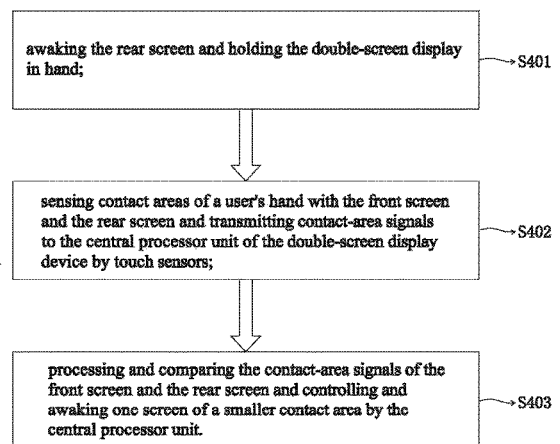 awaking the rear screen and holding the double-screen display
in hand;
S401
sensing contact areas of a user's hand with the front screen
and the rear screen and transmitting contact-area signals
to the central processor unit of the double-screen display
device by touch sensors;
S402
processing and comparing the contact-area signals of the
front screen and the rear screen and controlling and
awaking one screen of a smaller contact area by the
central processor unit.
S403